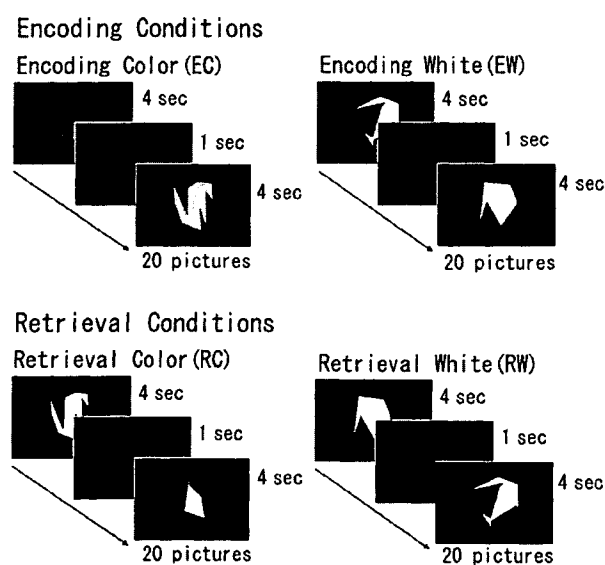 Encoding Conditions
Encoding Color(EC)
4 sec
1 sec
4 sec
20 pictures
Encoding White(EW)
4 sec
1 sec
4 sec
20 pictures
Retrieval Conditions
Retrieval Color(RC)
4 sec
1 sec
4 sec
20 pictures
Retrieval White(RW)
4 sec
1 sec
4 sec
20 pictures